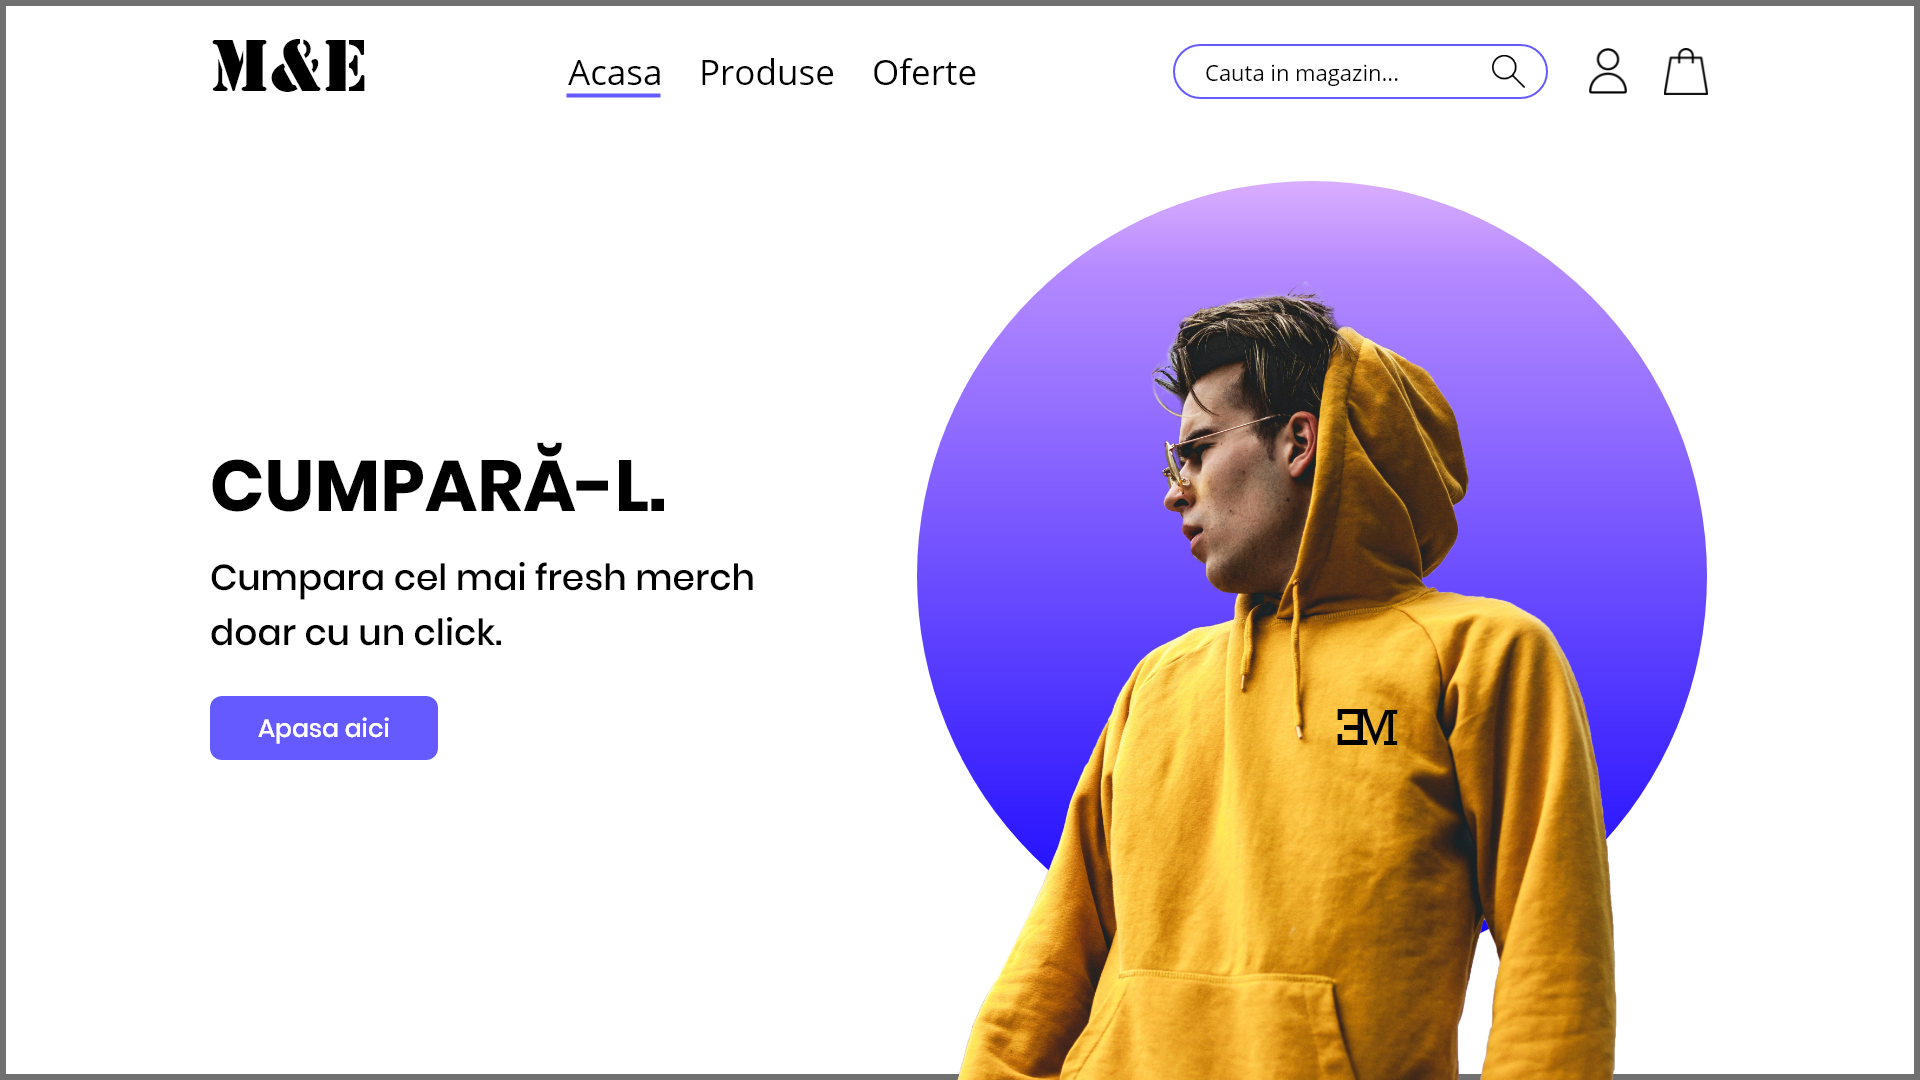 M&E
Acasa Produse Oferte
Cauta in magazin...
CUMPARĂ-L.
Cumpara cel mai fresh merch
doar cu un click.
Apasa aici
ƎM